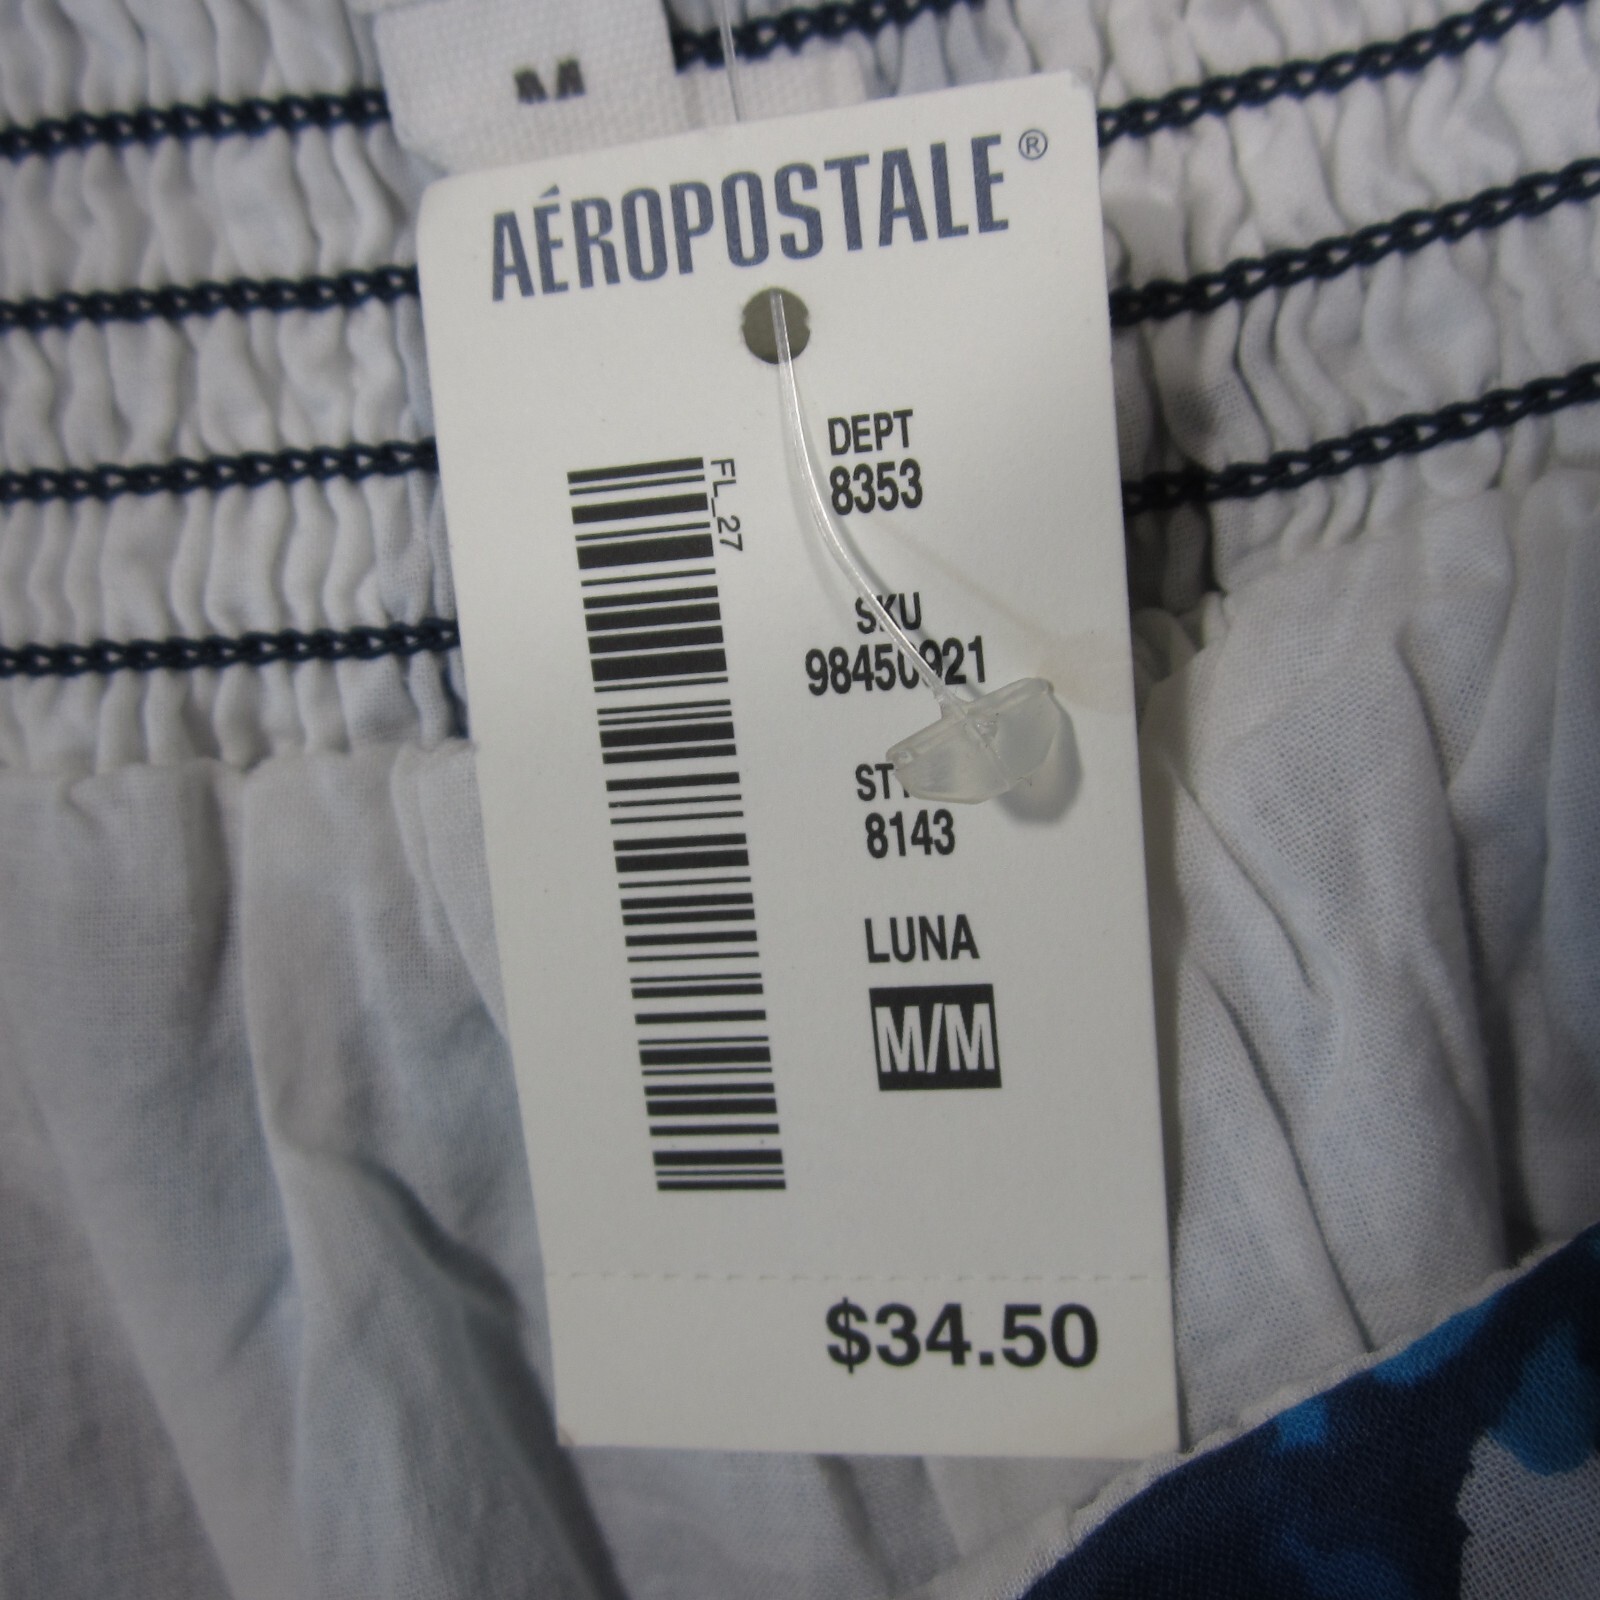 M
AÉROPOSTALE®
DEPT
8353
FL_27
SKU
98450921
8143
LUNA
M/M
$34.50